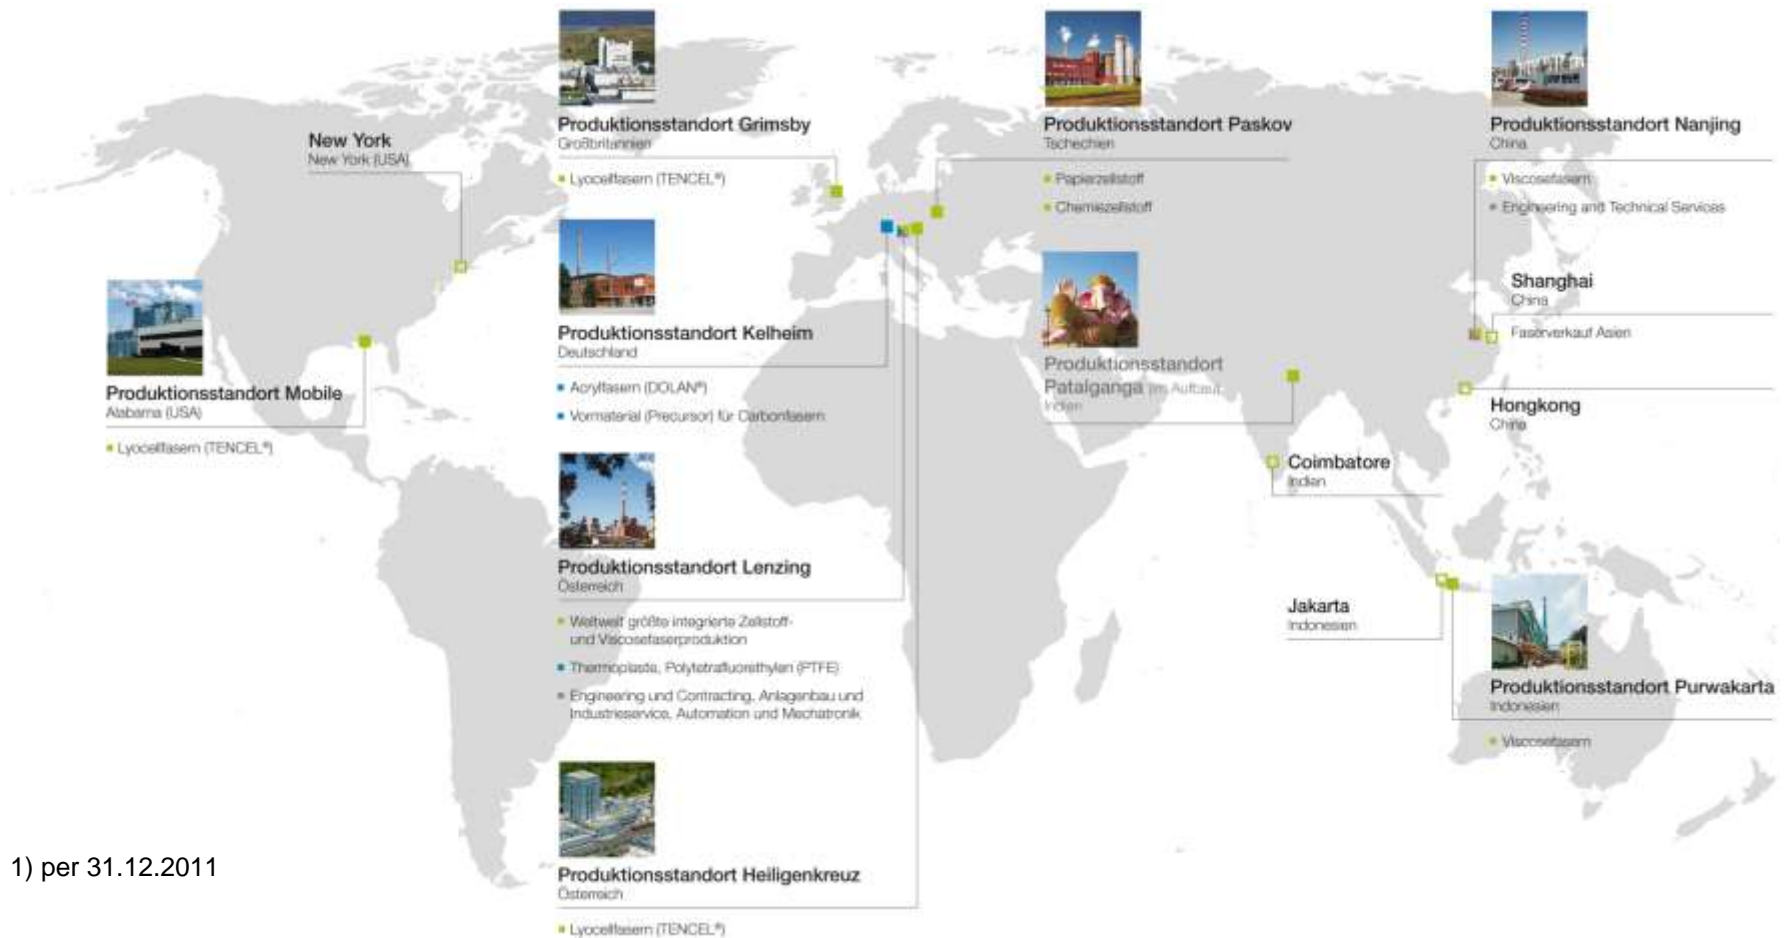 New York
New York (USA)
Produktionsstandort Mobile
Alabama (USA)
Lyocellfasern (TENCEL®)
Produktionsstandort Grimsby
Großbritannien
Lyocellfasern (TENCEL®)
Produktionsstandort Kelheim
Deutschland
Acrylfasern (DOLAN®)
Vormaterial (Precursor) für Carbonfasern
Produktionsstandort Lenzing
Österreich
Weltweit größte integrierte Zellstoff-
und Viscosefaserproduktion
Thermoplaste, Polytetrafluorethylen (PTFE)
Engineering und Contracting, Anlagenbau und
Industrieservice, Automation und Mechatronik
Produktionsstandort Heiligenkreuz
Österreich
Lyocellfasern (TENCEL®)
Produktionsstandort Paskov
Tschechien
Papierzellstoff
Chemiezellstoff
Produktionsstandort
Patalganga (im Aufbau)
Indien
Coimbatore
Indien
Jakarta
Indonesien
Produktionsstandort Nanjing
China
Viscosefasern
Engineering and Technical Services
Shanghai
China
Faserverkauf Asien
Hongkong
China
Produktionsstandort Purwakarta
Indonesien
Viscosefasern
1) per 31.12.2011